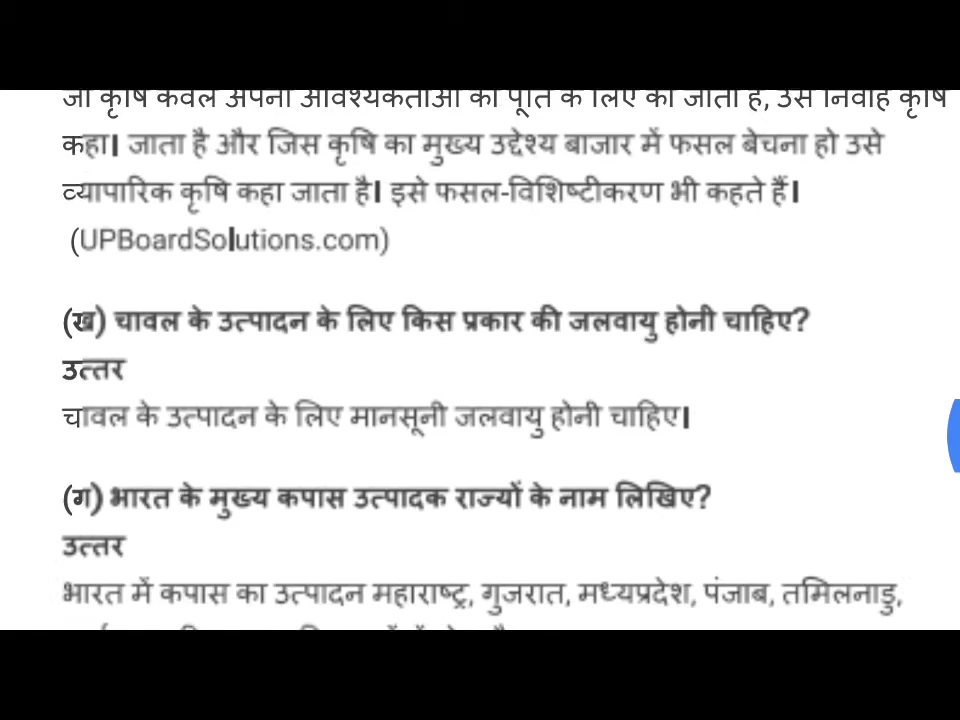 जो कृषि केवल अपनी आवश्यकताओं की पूर्ति के लिए की जाती है, उसे निर्वाह कृषि
कहा। जाता है और जिस कृषि का मुख्य उद्देश्य बाजार में फसल बेचना हो उसे
व्यापारिक कृषि कहा जाता है। इसे फसल-विशिष्टीकरण भी कहते हैं।
(UPBoardSolutions.com)
(ख) चावल के उत्पादन के लिए किस प्रकार की जलवायु होनी चाहिए?
उत्तर
चावल के उत्पादन के लिए मानसूनी जलवायु होनी चाहिए।
(ग) भारत के मुख्य कपास उत्पादक राज्यों के नाम लिखिए?
उत्तर
भारत में कपास का उत्पादन महाराष्ट्र, गुजरात, मध्यप्रदेश, पंजाब, तमिलनाडु,